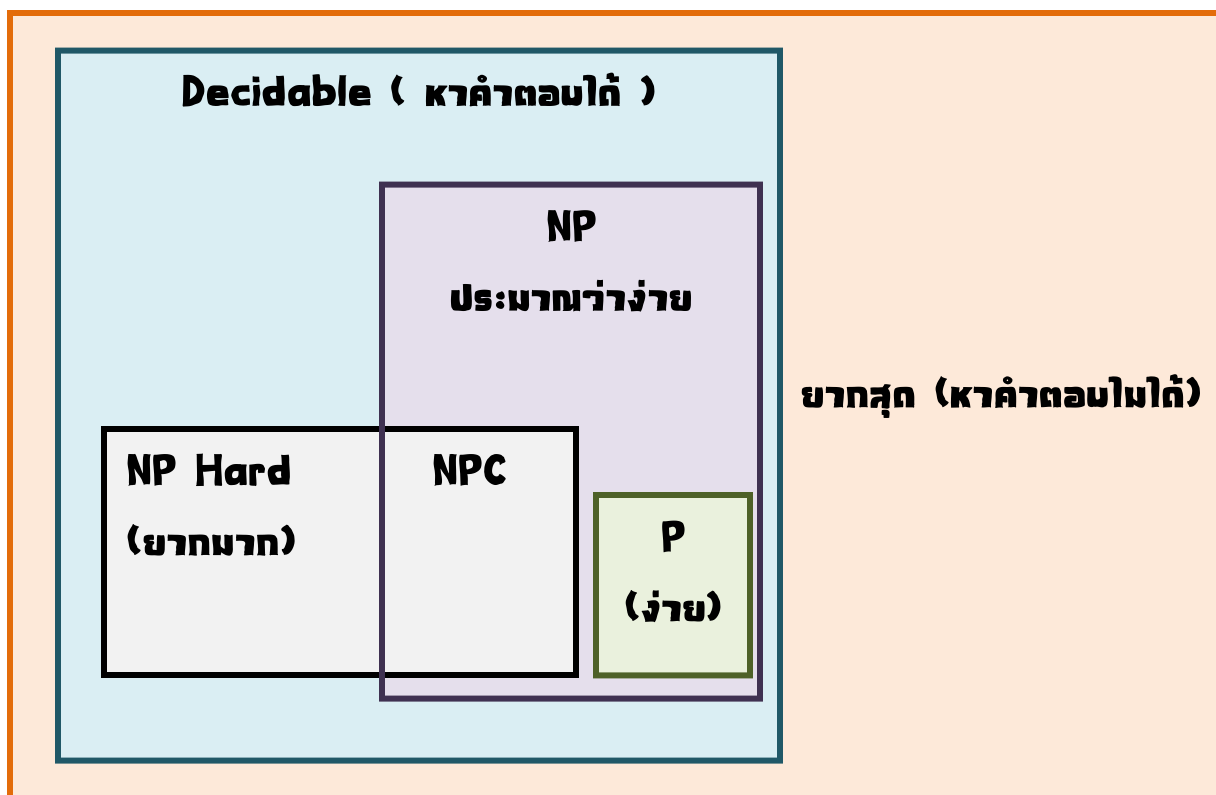 Decidable ( หาคำตอบได้ )
NP
ประมาณว่าง่าย
ยากสุด (หาคำตอบไม่ได้)
NP Hard
NPC
(ยากมาก)
P
(ง่าย)